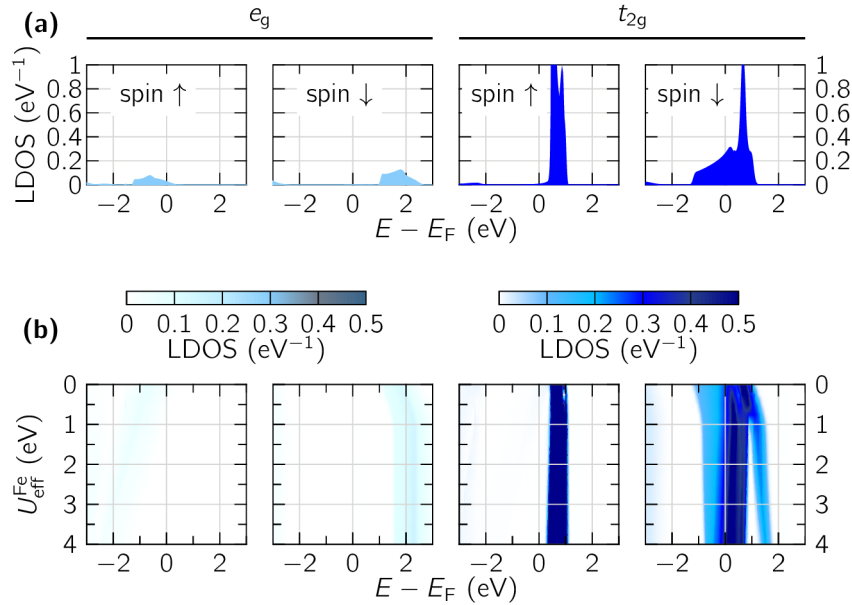 (a)
e_g t_2g
LDOS (eV⁻¹)
1
0.8
0.6
0.4
0.2
0
spin ↑
spin ↓
spin ↑
spin ↓
1
0.8
0.6
0.4
0.2
0
−2 0 2 −2 0 2 −2 0 2 −2 0 2
E − E_F (eV) E − E_F (eV)
(b)
0 0.1 0.2 0.3 0.4 0.5
LDOS (eV⁻¹)
0 0.1 0.2 0.3 0.4 0.5
LDOS (eV⁻¹)
U_eff^Fe (eV)
0
1
2
3
4
0
1
2
3
4
−2 0 2 −2 0 2 −2 0 2 −2 0 2
E − E_F (eV) E − E_F (eV)